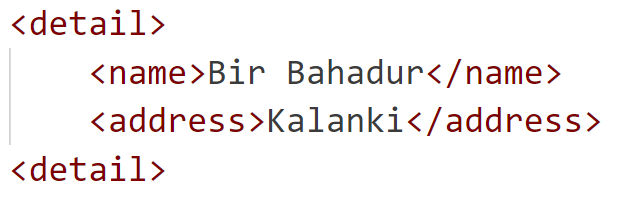 <detail>
<name>Bir Bahadur</name>
<address>Kalanki</address>
<detail>